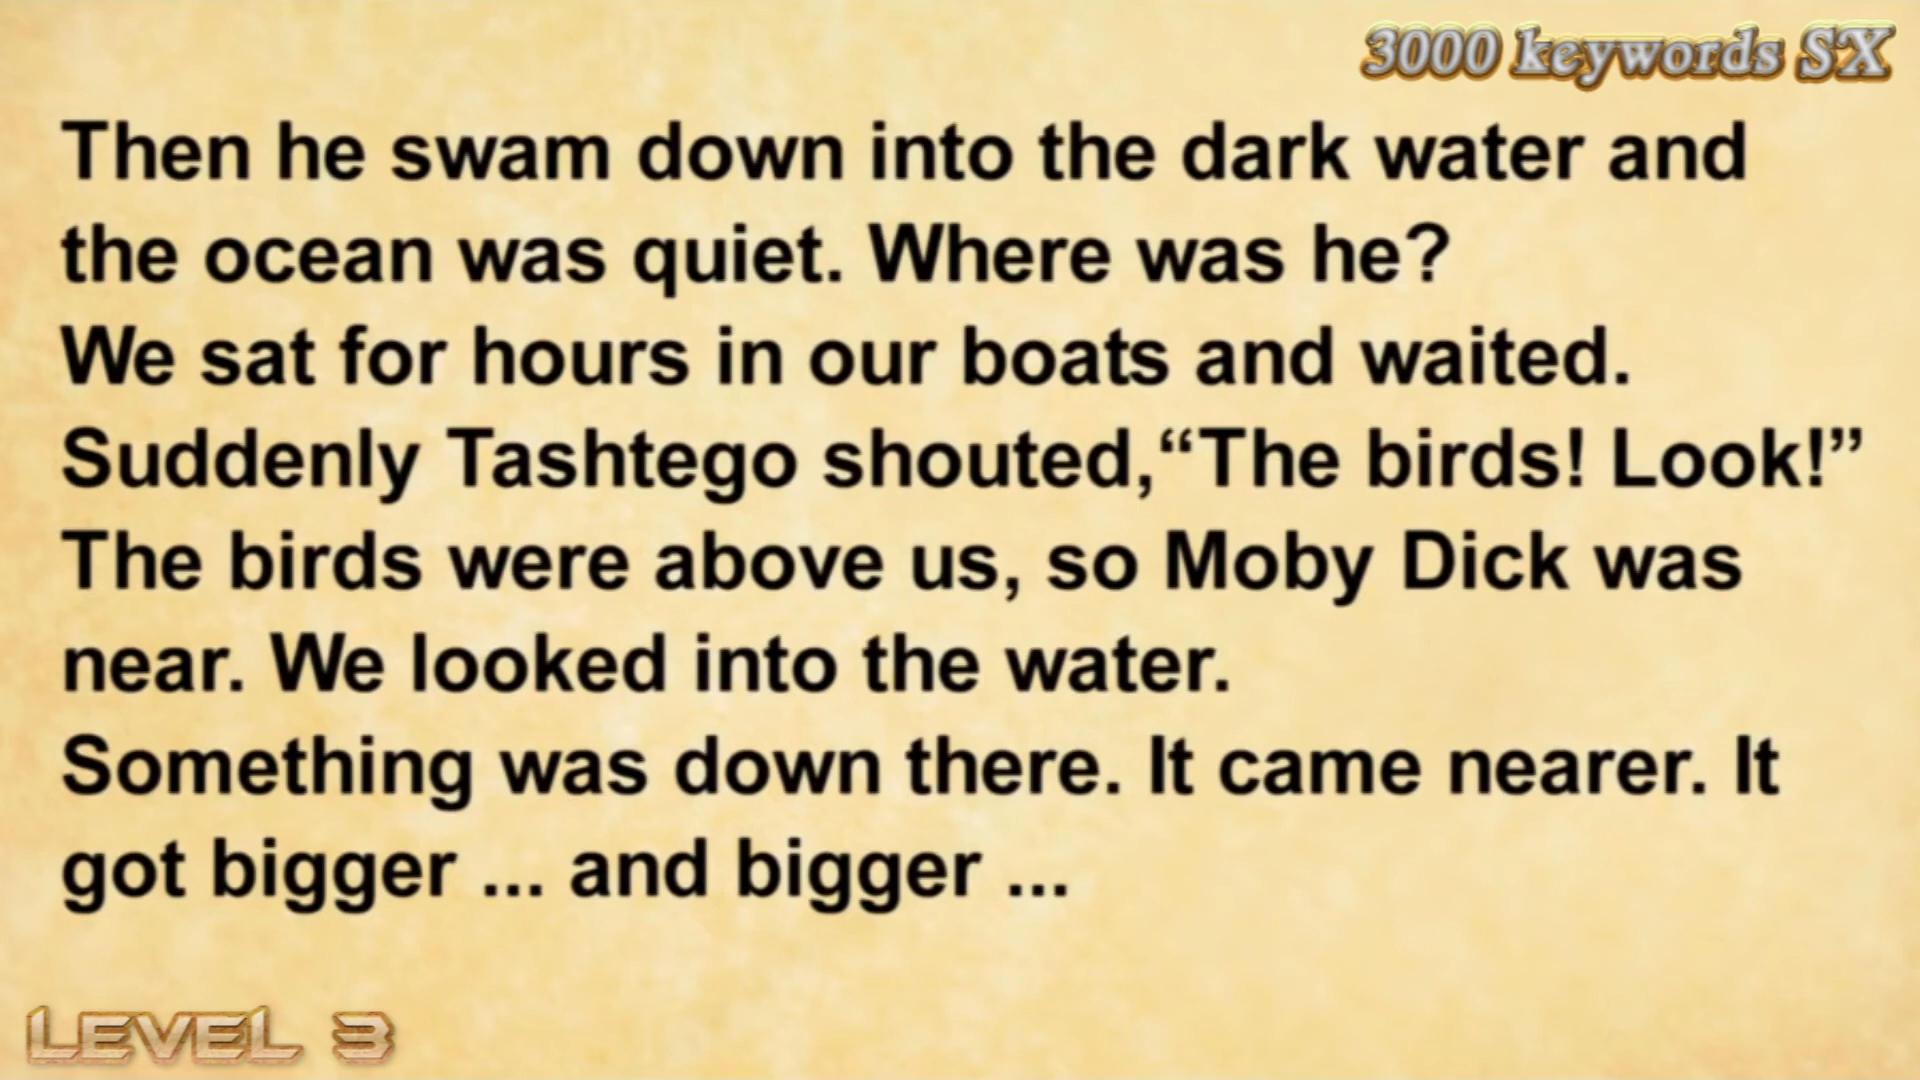 3000 keywords SX
Then he swam down into the dark water and
the ocean was quiet. Where was he?
We sat for hours in our boats and waited.
Suddenly Tashtego shouted,“The birds! Look!”
The birds were above us, so Moby Dick was
near. We looked into the water.
Something was down there. It came nearer. It
got bigger ... and bigger ...
LEVEL 3